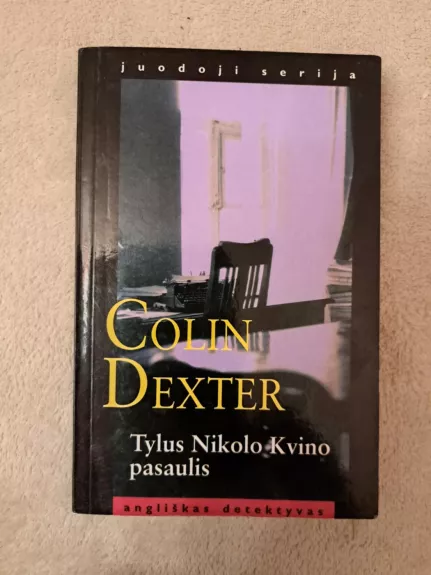 juodoji serija
COLIN
DEXTER
Tylus Nikolo Kvino
pasaulis
angliškas detektyvas